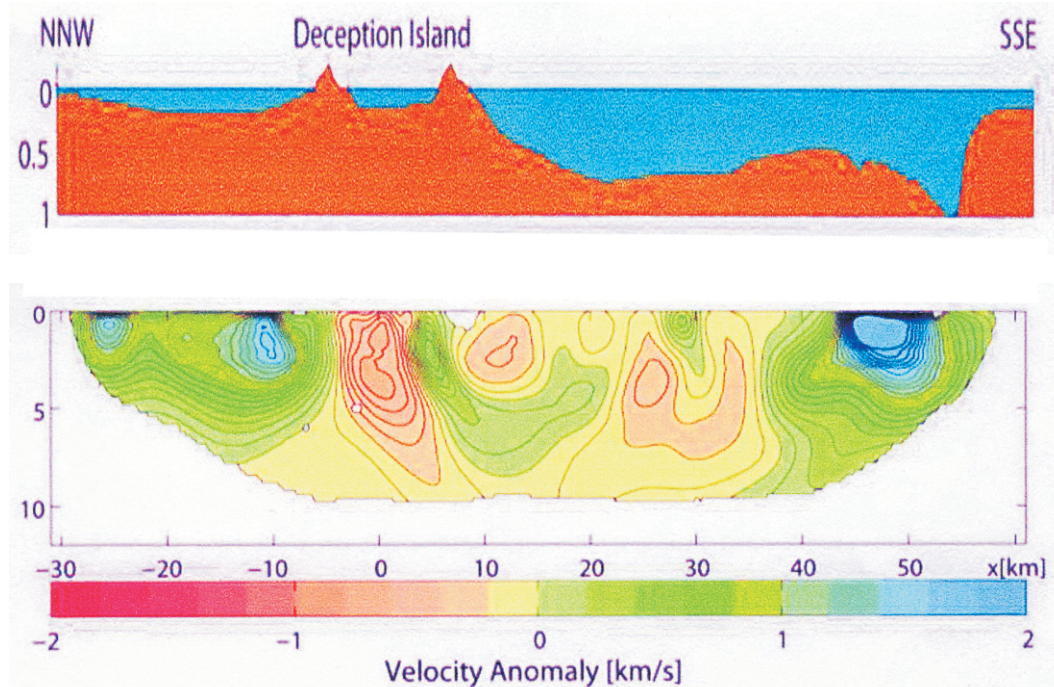 NNW Deception Island SSE
0
0.5
1
0
5
10
−30 −20 −10 0 10 20 30 40 50 x[km]
−2 −1 0 1 2
Velocity Anomaly [km/s]